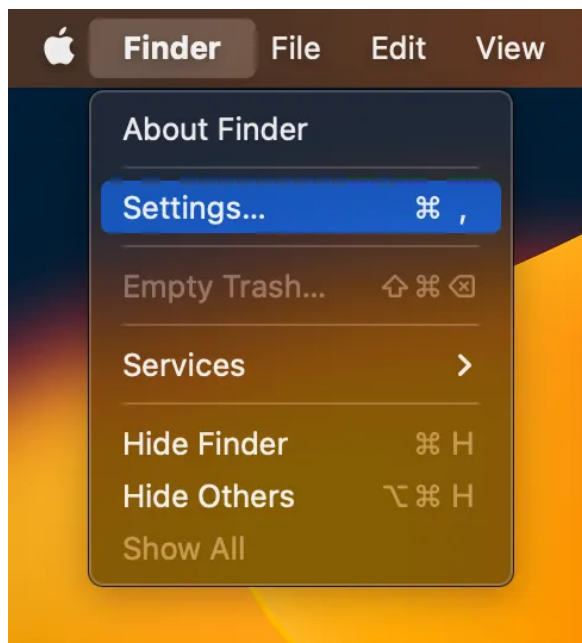 Finder File Edit View
About Finder
Settings... ⌘ ,
Empty Trash... ⇧ ⌘ ⌫
Services >
Hide Finder ⌘ H
Hide Others ⌥ ⌘ H
Show All